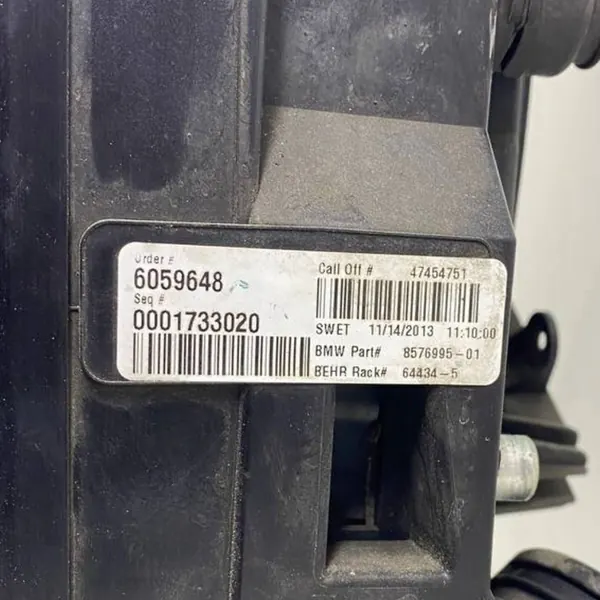 Order #
6059648
Seq #
0001733020
Call Off # 47454751
SWET 11/14/2013 11:10:00
BMW Part# 8576995-01
BEHR Rack# 64434-5